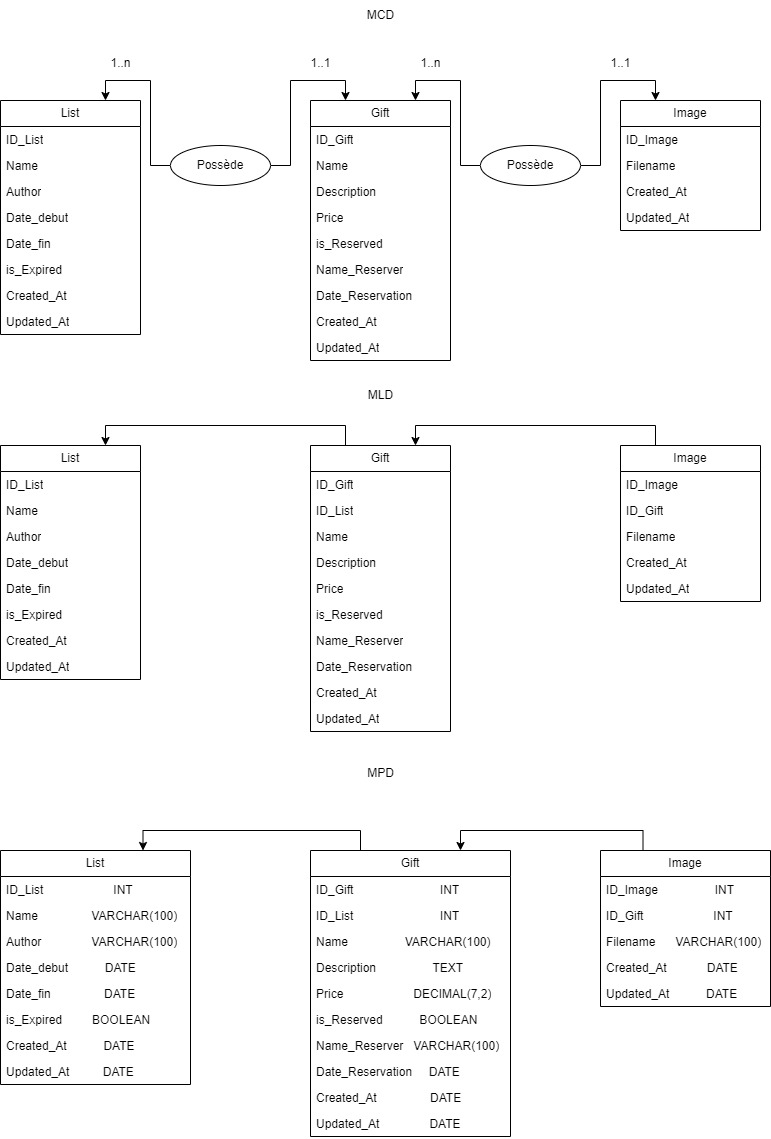 MCD
1..n
1..1
1..n
1..1
List
ID_List
Name
Author
Date_debut
Date_fin
is_Expired
Created_At
Updated_At
Possède
Gift
ID_Gift
Name
Description
Price
is_Reserved
Name_Reserver
Date_Reservation
Created_At
Updated_At
Possède
Image
ID_Image
Filename
Created_At
Updated_At
MLD
List
ID_List
Name
Author
Date_debut
Date_fin
is_Expired
Created_At
Updated_At
Gift
ID_Gift
ID_List
Name
Description
Price
is_Reserved
Name_Reserver
Date_Reservation
Created_At
Updated_At
Image
ID_Image
ID_Gift
Filename
Created_At
Updated_At
MPD
List
ID_List INT
Name VARCHAR(100)
Author VARCHAR(100)
Date_debut DATE
Date_fin DATE
is_Expired BOOLEAN
Created_At DATE
Updated_At DATE
Gift
ID_Gift INT
ID_List INT
Name VARCHAR(100)
Description TEXT
Price DECIMAL(7,2)
is_Reserved BOOLEAN
Name_Reserver VARCHAR(100)
Date_Reservation DATE
Created_At DATE
Updated_At DATE
Image
ID_Image INT
ID_Gift INT
Filename VARCHAR(100)
Created_At DATE
Updated_At DATE